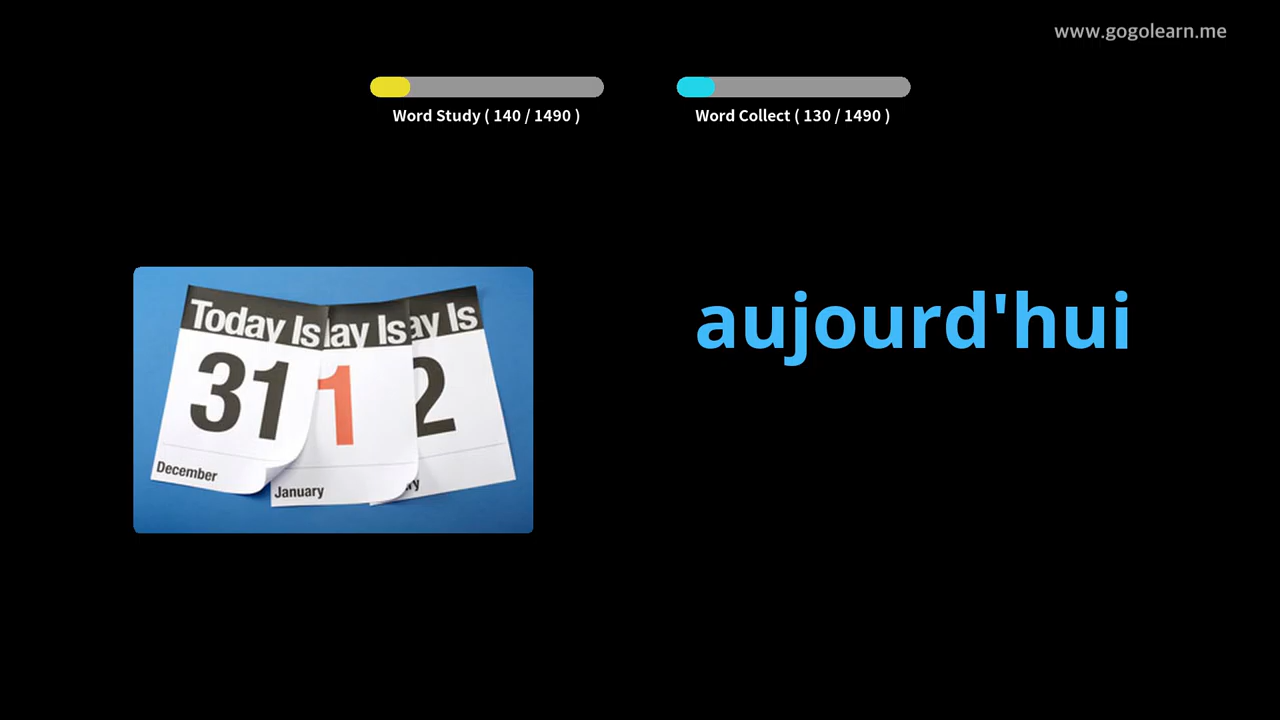 www.gogolearn.me
Word Study ( 140 / 1490 )
Word Collect ( 130 / 1490 )
aujourd'hui
Today Is
31
December
ay Is
1
January
ay Is
2
ry